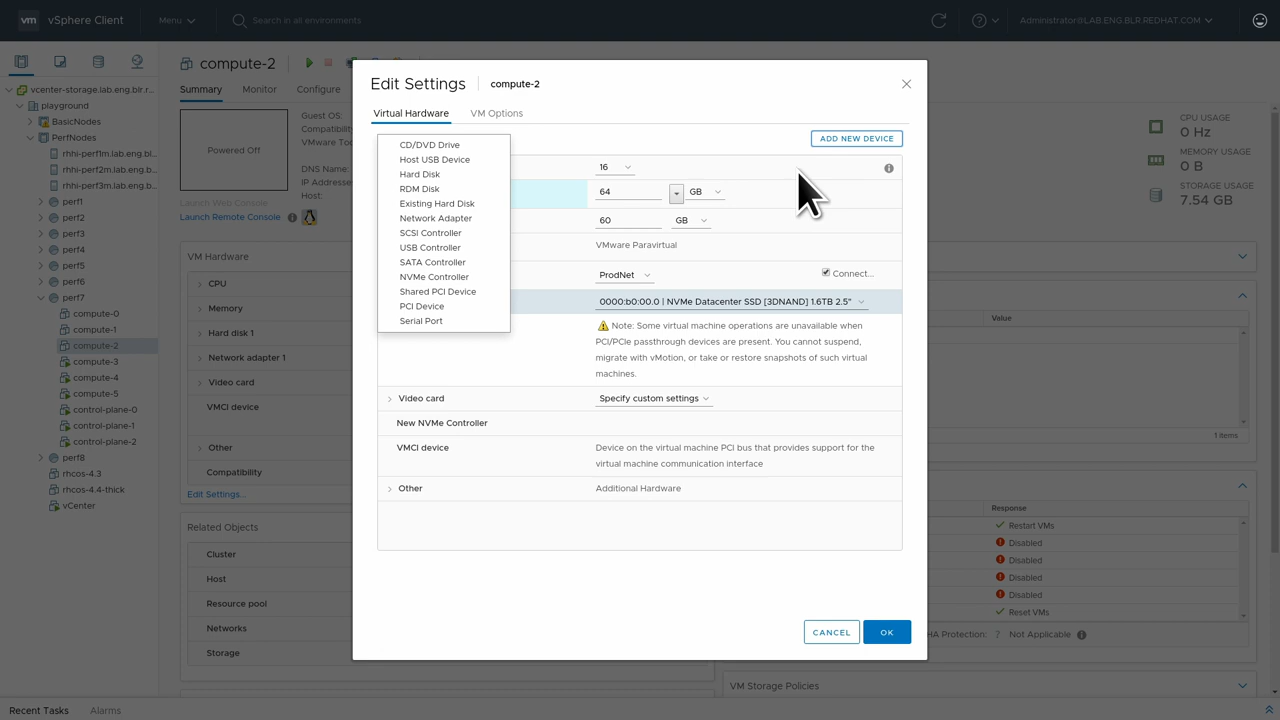 vm vSphere Client Menu Search in all environments Administrator@LAB.ENG.BLR.REDHAT.COM
vcenter-storage.lab.eng.blr.r...
playground
BasicNodes
PerfNodes
rhhi-perf1m.lab.eng.bl...
rhhi-perf2m.lab.eng.bl...
rhhi-perf3m.lab.eng.bl...
perf1
perf2
perf3
perf4
perf5
perf6
perf7
compute-0
compute-1
compute-2
compute-3
compute-4
compute-5
control-plane-0
control-plane-1
control-plane-2
perf8
rhcos-4.3
rhcos-4.4-thick
vCenter
compute-2
Summary Monitor Configure
Powered Off
Guest OS:
Compatibility
VMware Too
DNS Name:
IP Addresses
Host:
Launch Web Console
Launch Remote Console
VM Hardware
CPU
Memory
Hard disk 1
Network adapter 1
Video card
VMCI device
Other
Compatibility
Edit Settings...
Related Objects
Cluster
Host
Resource pool
Networks
Storage
Edit Settings compute-2
Virtual Hardware VM Options
ADD NEW DEVICE
CD/DVD Drive
Host USB Device
Hard Disk
RDM Disk
Existing Hard Disk
Network Adapter
SCSI Controller
USB Controller
SATA Controller
NVMe Controller
Shared PCI Device
PCI Device
Serial Port
16
64 GB
60 GB
VMware Paravirtual
ProdNet Connect...
0000:b0:00.0 | NVMe Datacenter SSD [3DNAND] 1.6TB 2.5"
Note: Some virtual machine operations are unavailable when
PCI/PCIe passthrough devices are present. You cannot suspend,
migrate with vMotion, or take or restore snapshots of such virtual
machines.
Video card Specify custom settings
New NVMe Controller
VMCI device Device on the virtual machine PCI bus that provides support for the
virtual machine communication interface
Other Additional Hardware
CANCEL OK
CPU USAGE
0 Hz
MEMORY USAGE
0 B
STORAGE USAGE
7.54 GB
Value
1 items
Response
Restart VMs
Disabled
Disabled
Disabled
Disabled
Reset VMs
HA Protection: ? Not Applicable
VM Storage Policies
Recent Tasks Alarms